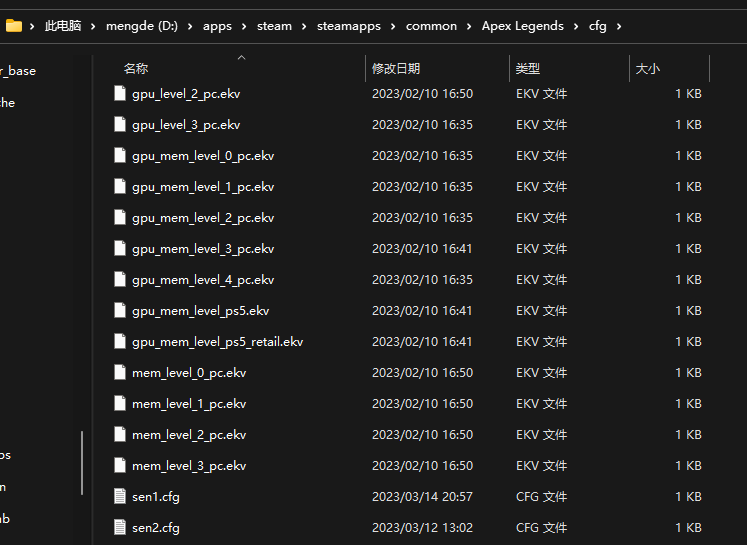 此电脑 > mengde (D:) > apps > steam > steamapps > common > Apex Legends > cfg >
r_base
che
ps
n
ab
名称 修改日期 类型 大小
gpu_level_2_pc.ekv 2023/02/10 16:50 EKV 文件 1 KB
gpu_level_3_pc.ekv 2023/02/10 16:35 EKV 文件 1 KB
gpu_mem_level_0_pc.ekv 2023/02/10 16:35 EKV 文件 1 KB
gpu_mem_level_1_pc.ekv 2023/02/10 16:35 EKV 文件 1 KB
gpu_mem_level_2_pc.ekv 2023/02/10 16:35 EKV 文件 1 KB
gpu_mem_level_3_pc.ekv 2023/02/10 16:41 EKV 文件 1 KB
gpu_mem_level_4_pc.ekv 2023/02/10 16:35 EKV 文件 1 KB
gpu_mem_level_ps5.ekv 2023/02/10 16:41 EKV 文件 1 KB
gpu_mem_level_ps5_retail.ekv 2023/02/10 16:41 EKV 文件 1 KB
mem_level_0_pc.ekv 2023/02/10 16:50 EKV 文件 1 KB
mem_level_1_pc.ekv 2023/02/10 16:50 EKV 文件 1 KB
mem_level_2_pc.ekv 2023/02/10 16:50 EKV 文件 1 KB
mem_level_3_pc.ekv 2023/02/10 16:50 EKV 文件 1 KB
sen1.cfg 2023/03/14 20:57 CFG 文件 1 KB
sen2.cfg 2023/03/12 13:02 CFG 文件 1 KB